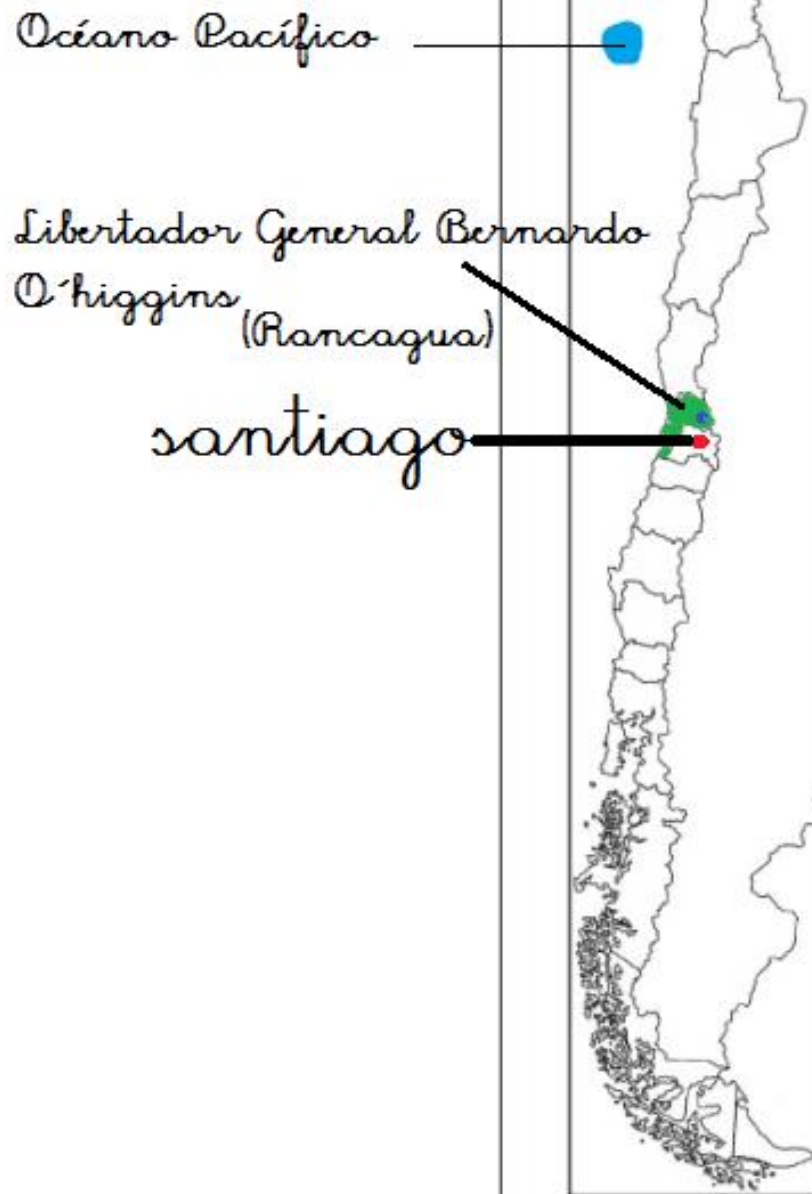 Océano Pacífico
Libertador General Bernardo
O´higgins
(Rancagua)
santiago